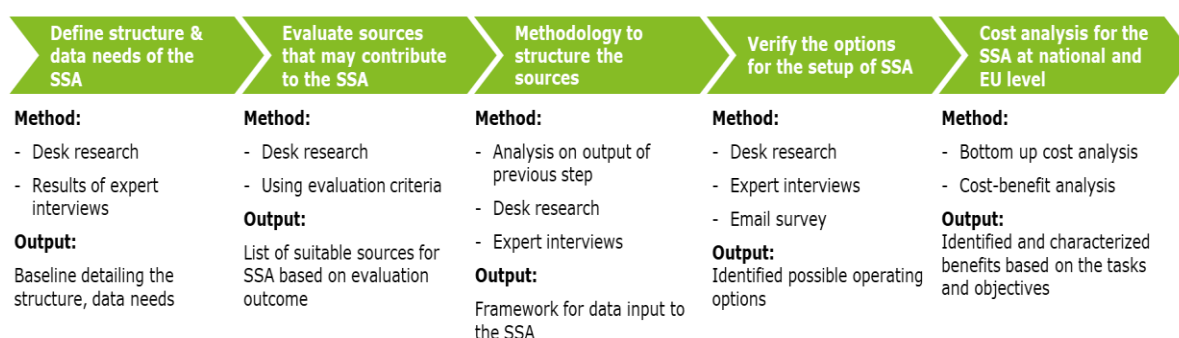 Define structure &
data needs of the
SSA
Evaluate sources
that may contribute
to the SSA
Methodology to
structure the
sources
Verify the options
for the setup of SSA
Cost analysis for the
SSA at national and
EU level
Method:
- Desk research
- Results of expert
interviews
Output:
Baseline detailing the
structure, data needs
Method:
- Desk research
- Using evaluation criteria
Output:
List of suitable sources for
SSA based on evaluation
outcome
Method:
- Analysis on output of
previous step
- Desk research
- Expert interviews
Output:
Framework for data input to
the SSA
Method:
- Desk research
- Expert interviews
- Email survey
Output:
Identified possible operating
options
Method:
- Bottom up cost analysis
- Cost-benefit analysis
Output:
Identified and characterized
benefits based on the tasks
and objectives